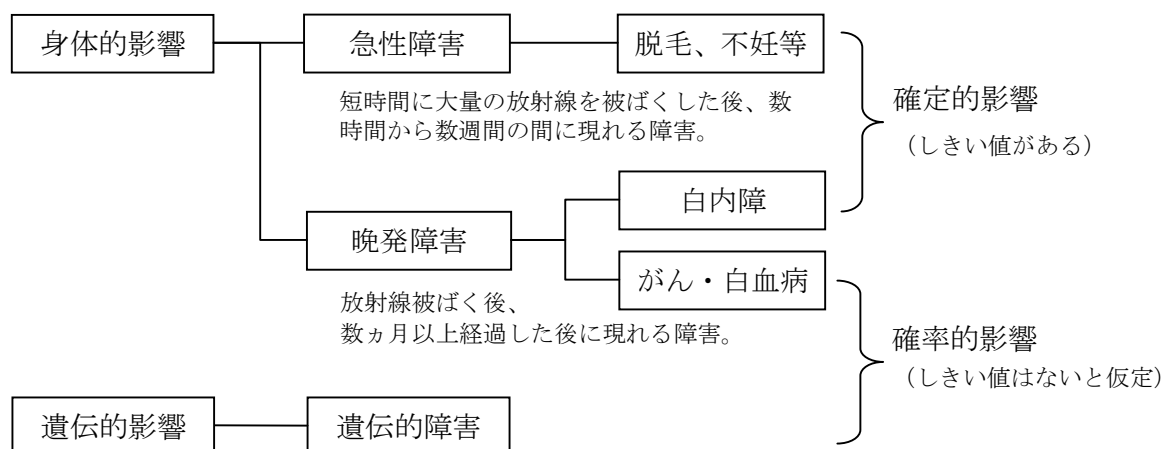 身体的影響
急性障害
脱毛、不妊等
短時間に大量の放射線を被ばくした後、数
時間から数週間の間に現れる障害。
確定的影響
（しきい値がある）
白内障
晩発障害
がん・白血病
放射線被ばく後、
数ヵ月以上経過した後に現れる障害。
確率的影響
（しきい値はないと仮定）
遺伝的影響
遺伝的障害